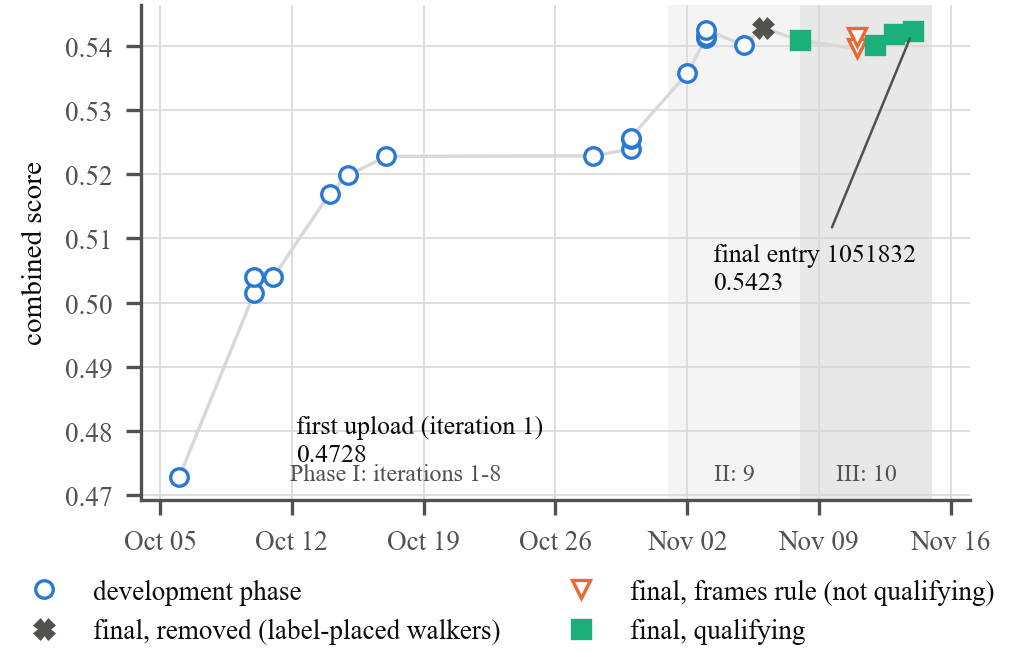 combined score
0.54
0.53
0.52
0.51
0.50
0.49
0.48
0.47
final entry 1051832
0.5423
first upload (iteration 1)
0.4728
Phase I: iterations 1-8
II: 9
III: 10
Oct 05
Oct 12
Oct 19
Oct 26
Nov 02
Nov 09
Nov 16
development phase
final, removed (label-placed walkers)
final, frames rule (not qualifying)
final, qualifying